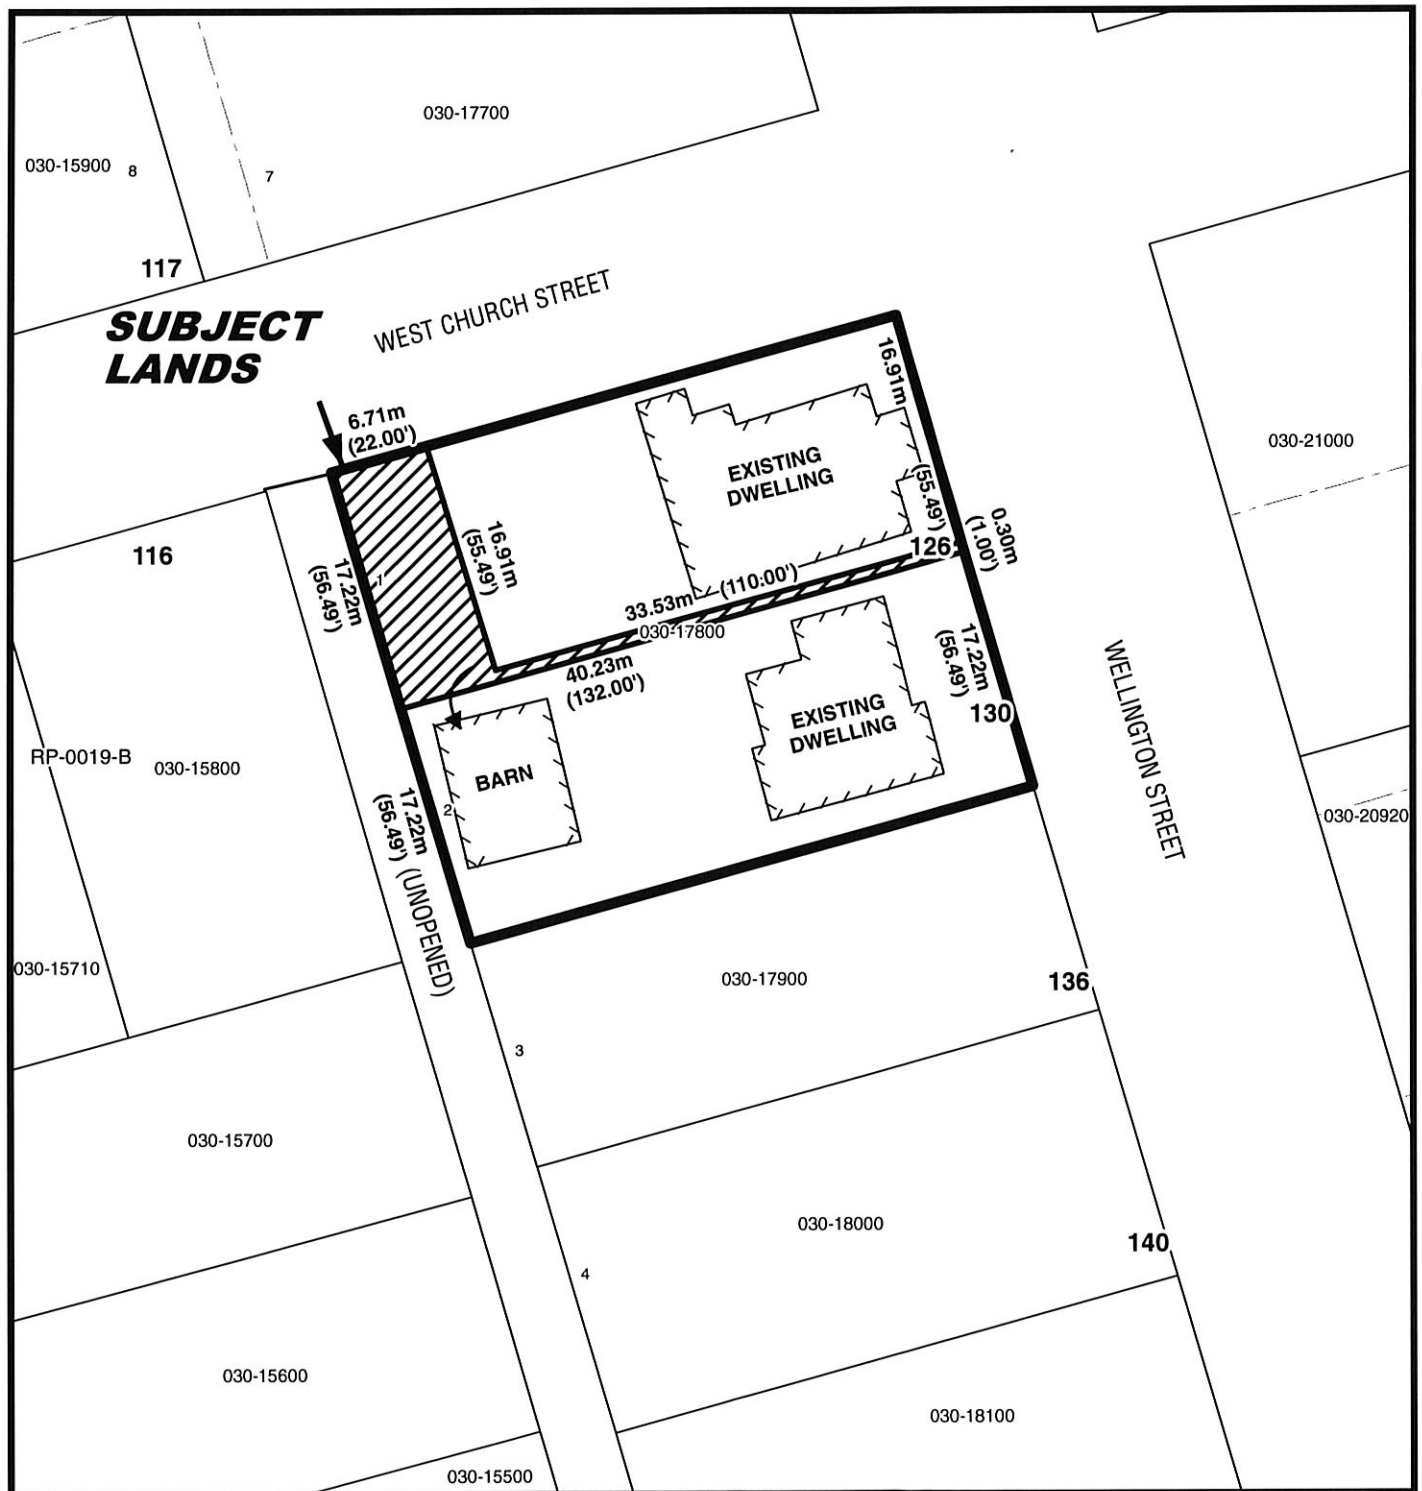 030-17700
030-15900
8
7
117
SUBJECT
LANDS
WEST CHURCH STREET
6.71m
(22.00')
16.91m
(55.49')
EXISTING
DWELLING
030-21000
116
17.22m
(56.49')
1
16.91m
(55.49')
126
0.30m
(1.00')
33.53m (110.00')
030-17800
40.23m
(132.00')
17.22m
(56.49')
130
EXISTING
DWELLING
WELLINGTON STREET
RP-0019-B
030-15800
BARN
2
17.22m
(56.49')
(UNOPENED)
030-20920
030-15710
030-17900
136
3
030-15700
030-18000
140
4
030-15600
030-18100
030-15500